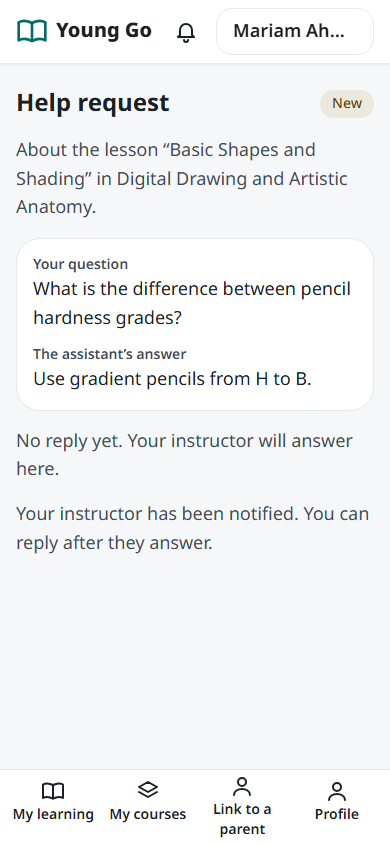 Young Go
Mariam Ah...
Help request
New
About the lesson “Basic Shapes and
Shading” in Digital Drawing and Artistic
Anatomy.
Your question
What is the difference between pencil
hardness grades?
The assistant’s answer
Use gradient pencils from H to B.
No reply yet. Your instructor will answer
here.
Your instructor has been notified. You can
reply after they answer.
My learning
My courses
Link to a
parent
Profile